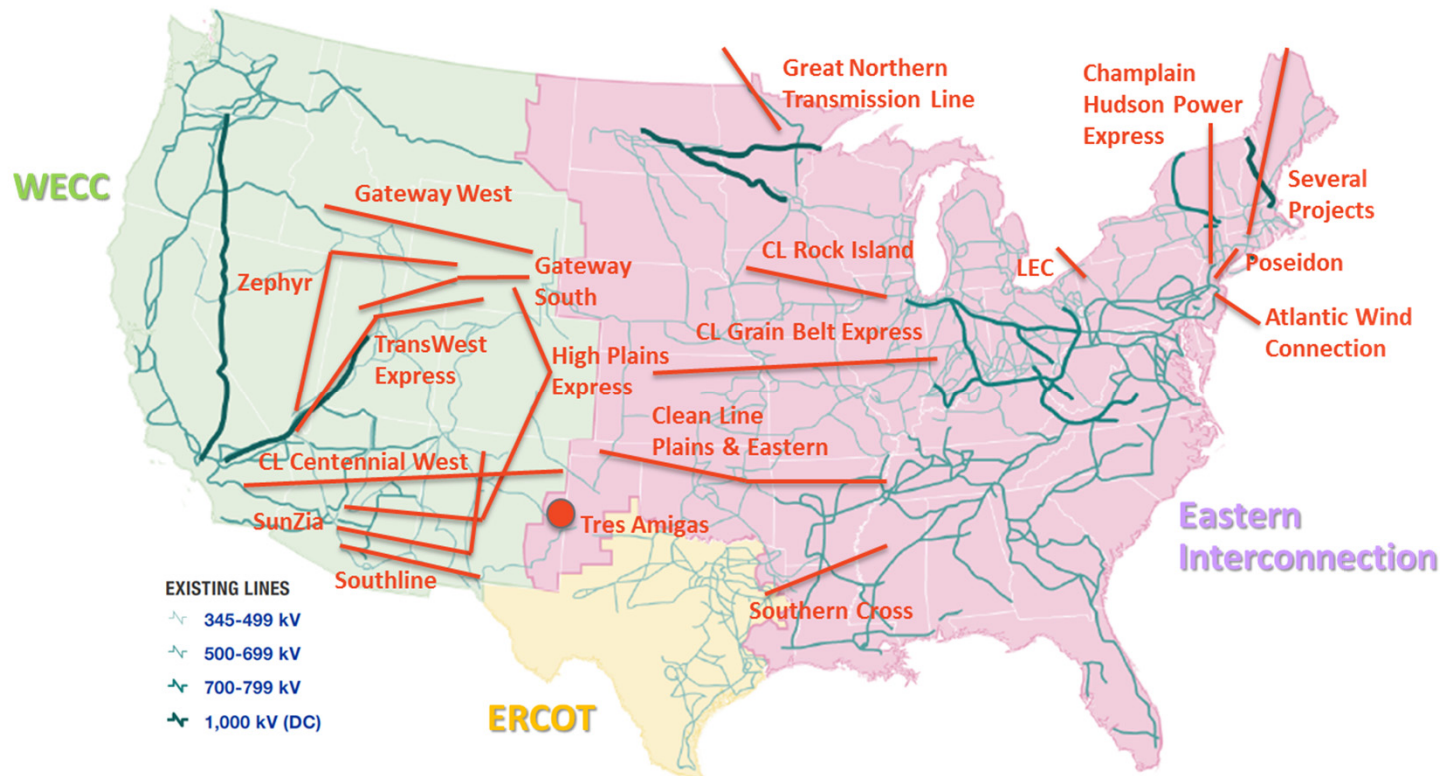 Great Northern
Transmission Line
Champlain
Hudson Power
Express
WECC
Gateway West
Several
Projects
CL Rock Island
LEC
Poseidon
Zephyr
Gateway
South
Atlantic Wind
Connection
CL Grain Belt Express
TransWest
Express
High Plains
Express
Clean Line
Plains & Eastern
CL Centennial West
SunZia
Tres Amigas
Eastern
Interconnection
Southline
Southern Cross
EXISTING LINES
345-499 kV
500-699 kV
700-799 kV
1,000 kV (DC)
ERCOT